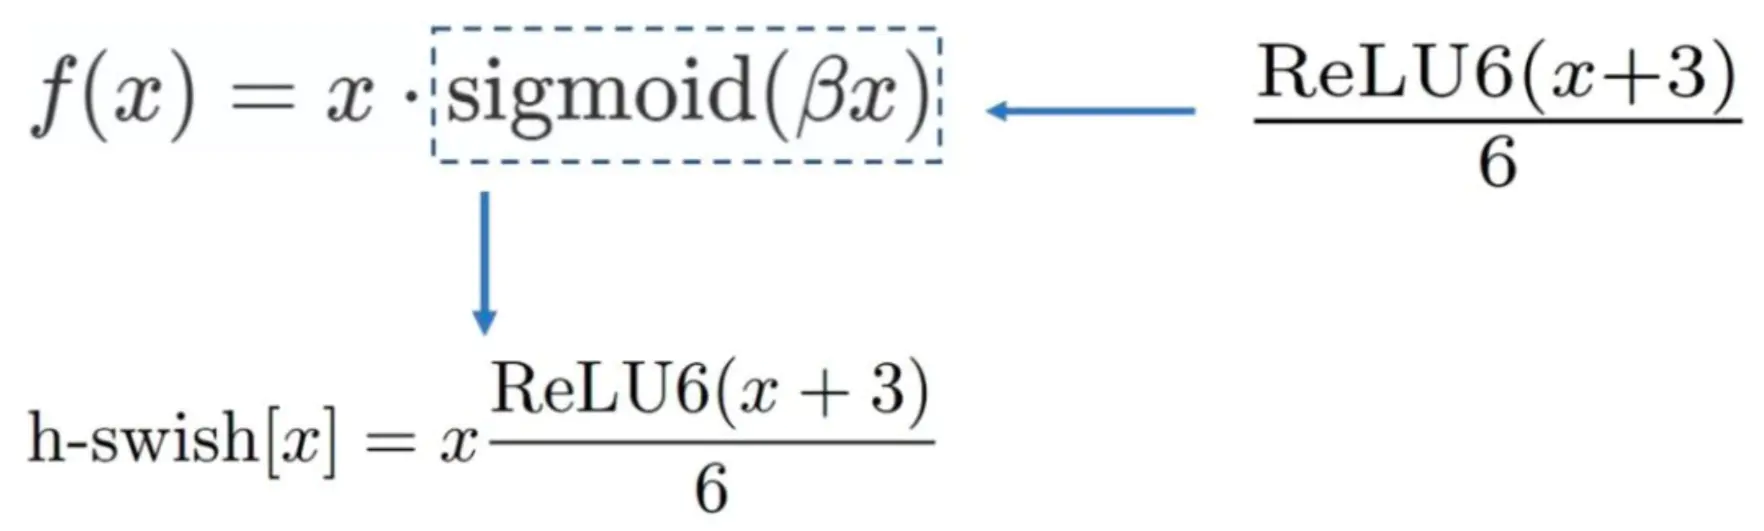 f(x) = x · sigmoid(βx)
ReLU6(x+3)
6
h-swish[x] = x ReLU6(x + 3)
6